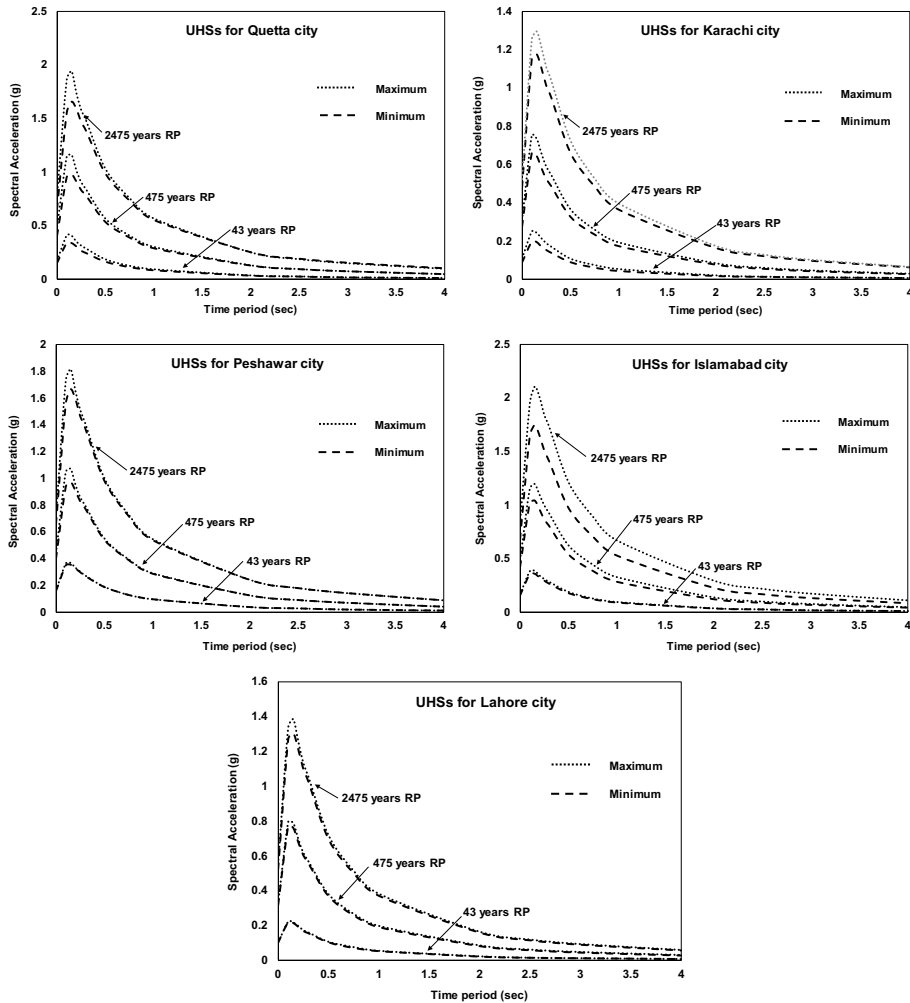 UHSs for Quetta city
Spectral Acceleration (g)
2.5
2
1.5
1
0.5
0
Maximum
Minimum
2475 years RP
475 years RP
43 years RP
0 0.5 1 1.5 2 2.5 3 3.5 4
Time period (sec)
UHSs for Karachi city
Spectral Acceleration (g)
1.4
1.2
1
0.8
0.6
0.4
0.2
0
Maximum
Minimum
2475 years RP
475 years RP
43 years RP
0 0.5 1 1.5 2 2.5 3 3.5 4
Time period (sec)
UHSs for Peshawar city
Spectral Acceleration (g)
2
1.8
1.6
1.4
1.2
1
0.8
0.6
0.4
0.2
0
Maximum
Minimum
2475 years RP
475 years RP
43 years RP
0 0.5 1 1.5 2 2.5 3 3.5 4
Time period (sec)
UHSs for Islamabad city
Spectral Acceleration (g)
2.5
2
1.5
1
0.5
0
Maximum
Minimum
2475 years RP
475 years RP
43 years RP
0 0.5 1 1.5 2 2.5 3 3.5 4
Time period (sec)
UHSs for Lahore city
Spectral Acceleration (g)
1.6
1.4
1.2
1
0.8
0.6
0.4
0.2
0
Maximum
Minimum
2475 years RP
475 years RP
43 years RP
0 0.5 1 1.5 2 2.5 3 3.5 4
Time period (sec)